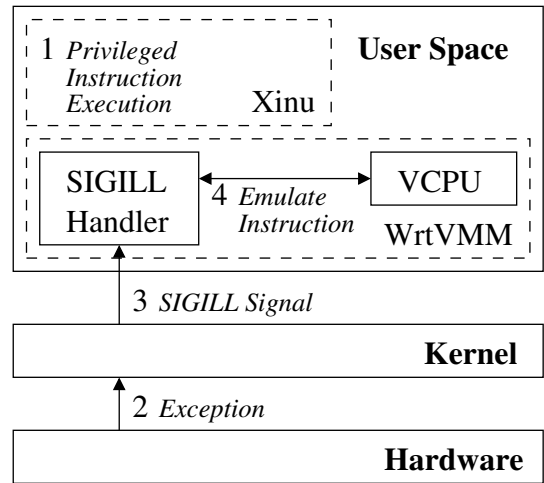 1 Privileged
Instruction
Execution
Xinu
User Space
SIGILL
Handler
4 Emulate
Instruction
VCPU
WrtVMM
3 SIGILL Signal
Kernel
2 Exception
Hardware